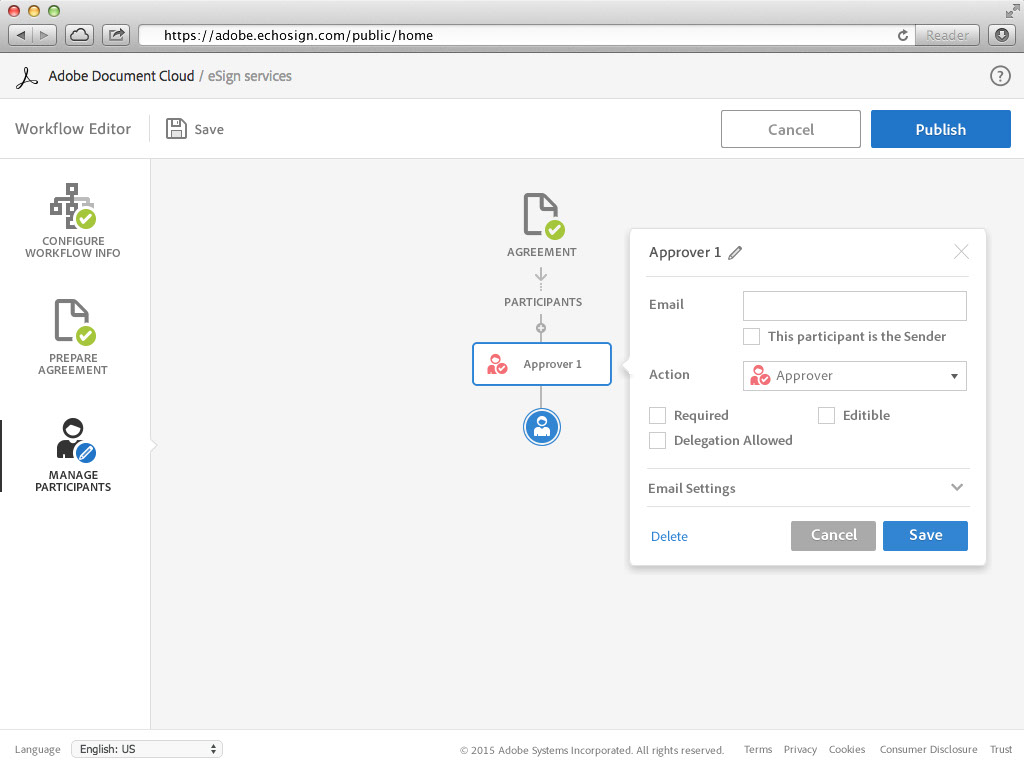 https://adobe.echosign.com/public/home
Reader
Adobe Document Cloud / eSign services
?
Workflow Editor
Save
Cancel
Publish
CONFIGURE
WORKFLOW INFO
PREPARE
AGREEMENT
MANAGE
PARTICIPANTS
AGREEMENT
PARTICIPANTS
Approver 1
Approver 1
Email
This participant is the Sender
Action
Approver
Required
Editible
Delegation Allowed
Email Settings
Delete
Cancel
Save
Language
English: US
© 2015 Adobe Systems Incorporated. All rights reserved.
Terms
Privacy
Cookies
Consumer Disclosure
Trust